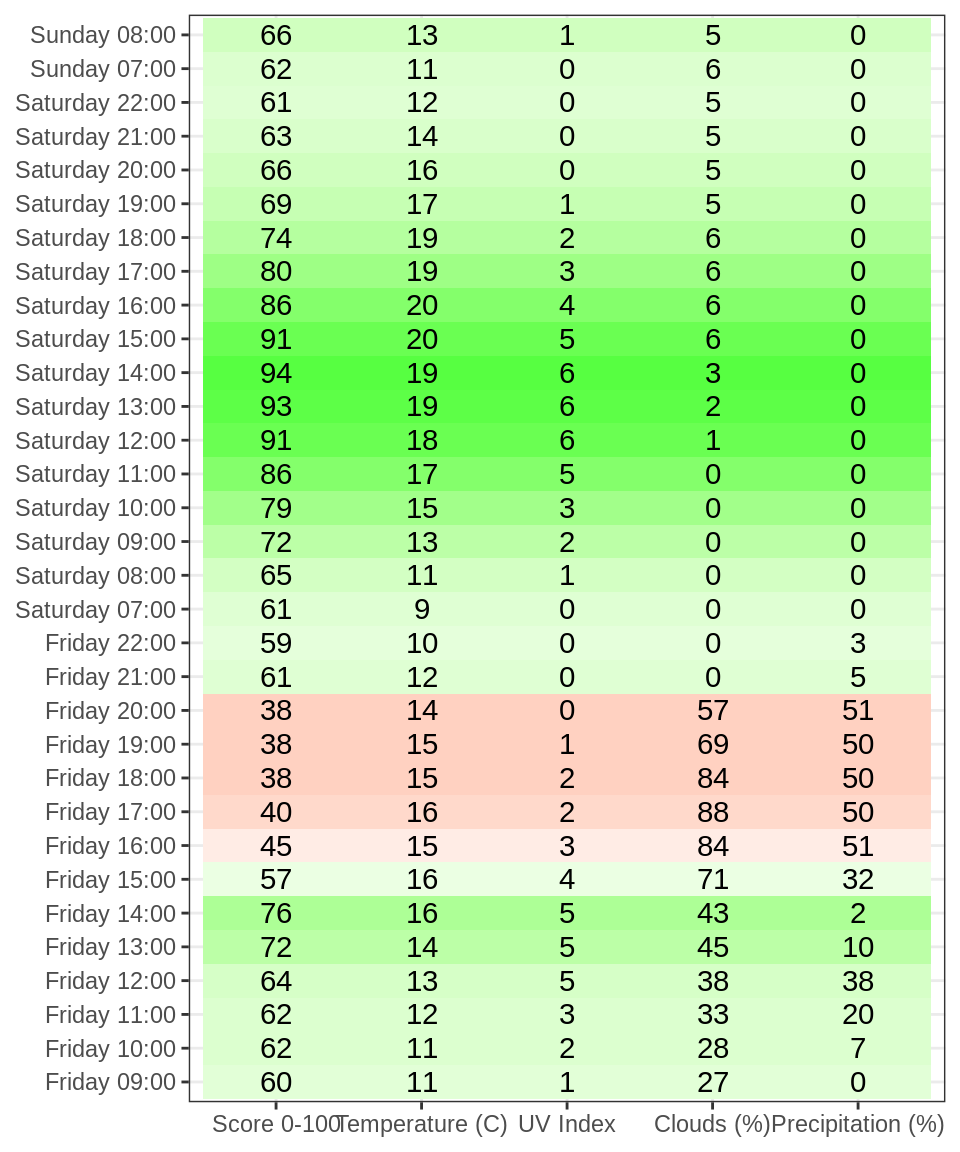 Sunday 08:00 66 13 1 5 0
Sunday 07:00 62 11 0 6 0
Saturday 22:00 61 12 0 5 0
Saturday 21:00 63 14 0 5 0
Saturday 20:00 66 16 0 5 0
Saturday 19:00 69 17 1 5 0
Saturday 18:00 74 19 2 6 0
Saturday 17:00 80 19 3 6 0
Saturday 16:00 86 20 4 6 0
Saturday 15:00 91 20 5 6 0
Saturday 14:00 94 19 6 3 0
Saturday 13:00 93 19 6 2 0
Saturday 12:00 91 18 6 1 0
Saturday 11:00 86 17 5 0 0
Saturday 10:00 79 15 3 0 0
Saturday 09:00 72 13 2 0 0
Saturday 08:00 65 11 1 0 0
Saturday 07:00 61 9 0 0 0
Friday 22:00 59 10 0 0 3
Friday 21:00 61 12 0 0 5
Friday 20:00 38 14 0 57 51
Friday 19:00 38 15 1 69 50
Friday 18:00 38 15 2 84 50
Friday 17:00 40 16 2 88 50
Friday 16:00 45 15 3 84 51
Friday 15:00 57 16 4 71 32
Friday 14:00 76 16 5 43 2
Friday 13:00 72 14 5 45 10
Friday 12:00 64 13 5 38 38
Friday 11:00 62 12 3 33 20
Friday 10:00 62 11 2 28 7
Friday 09:00 60 11 1 27 0
Score 0-100 Temperature (C) UV Index Clouds (%) Precipitation (%)